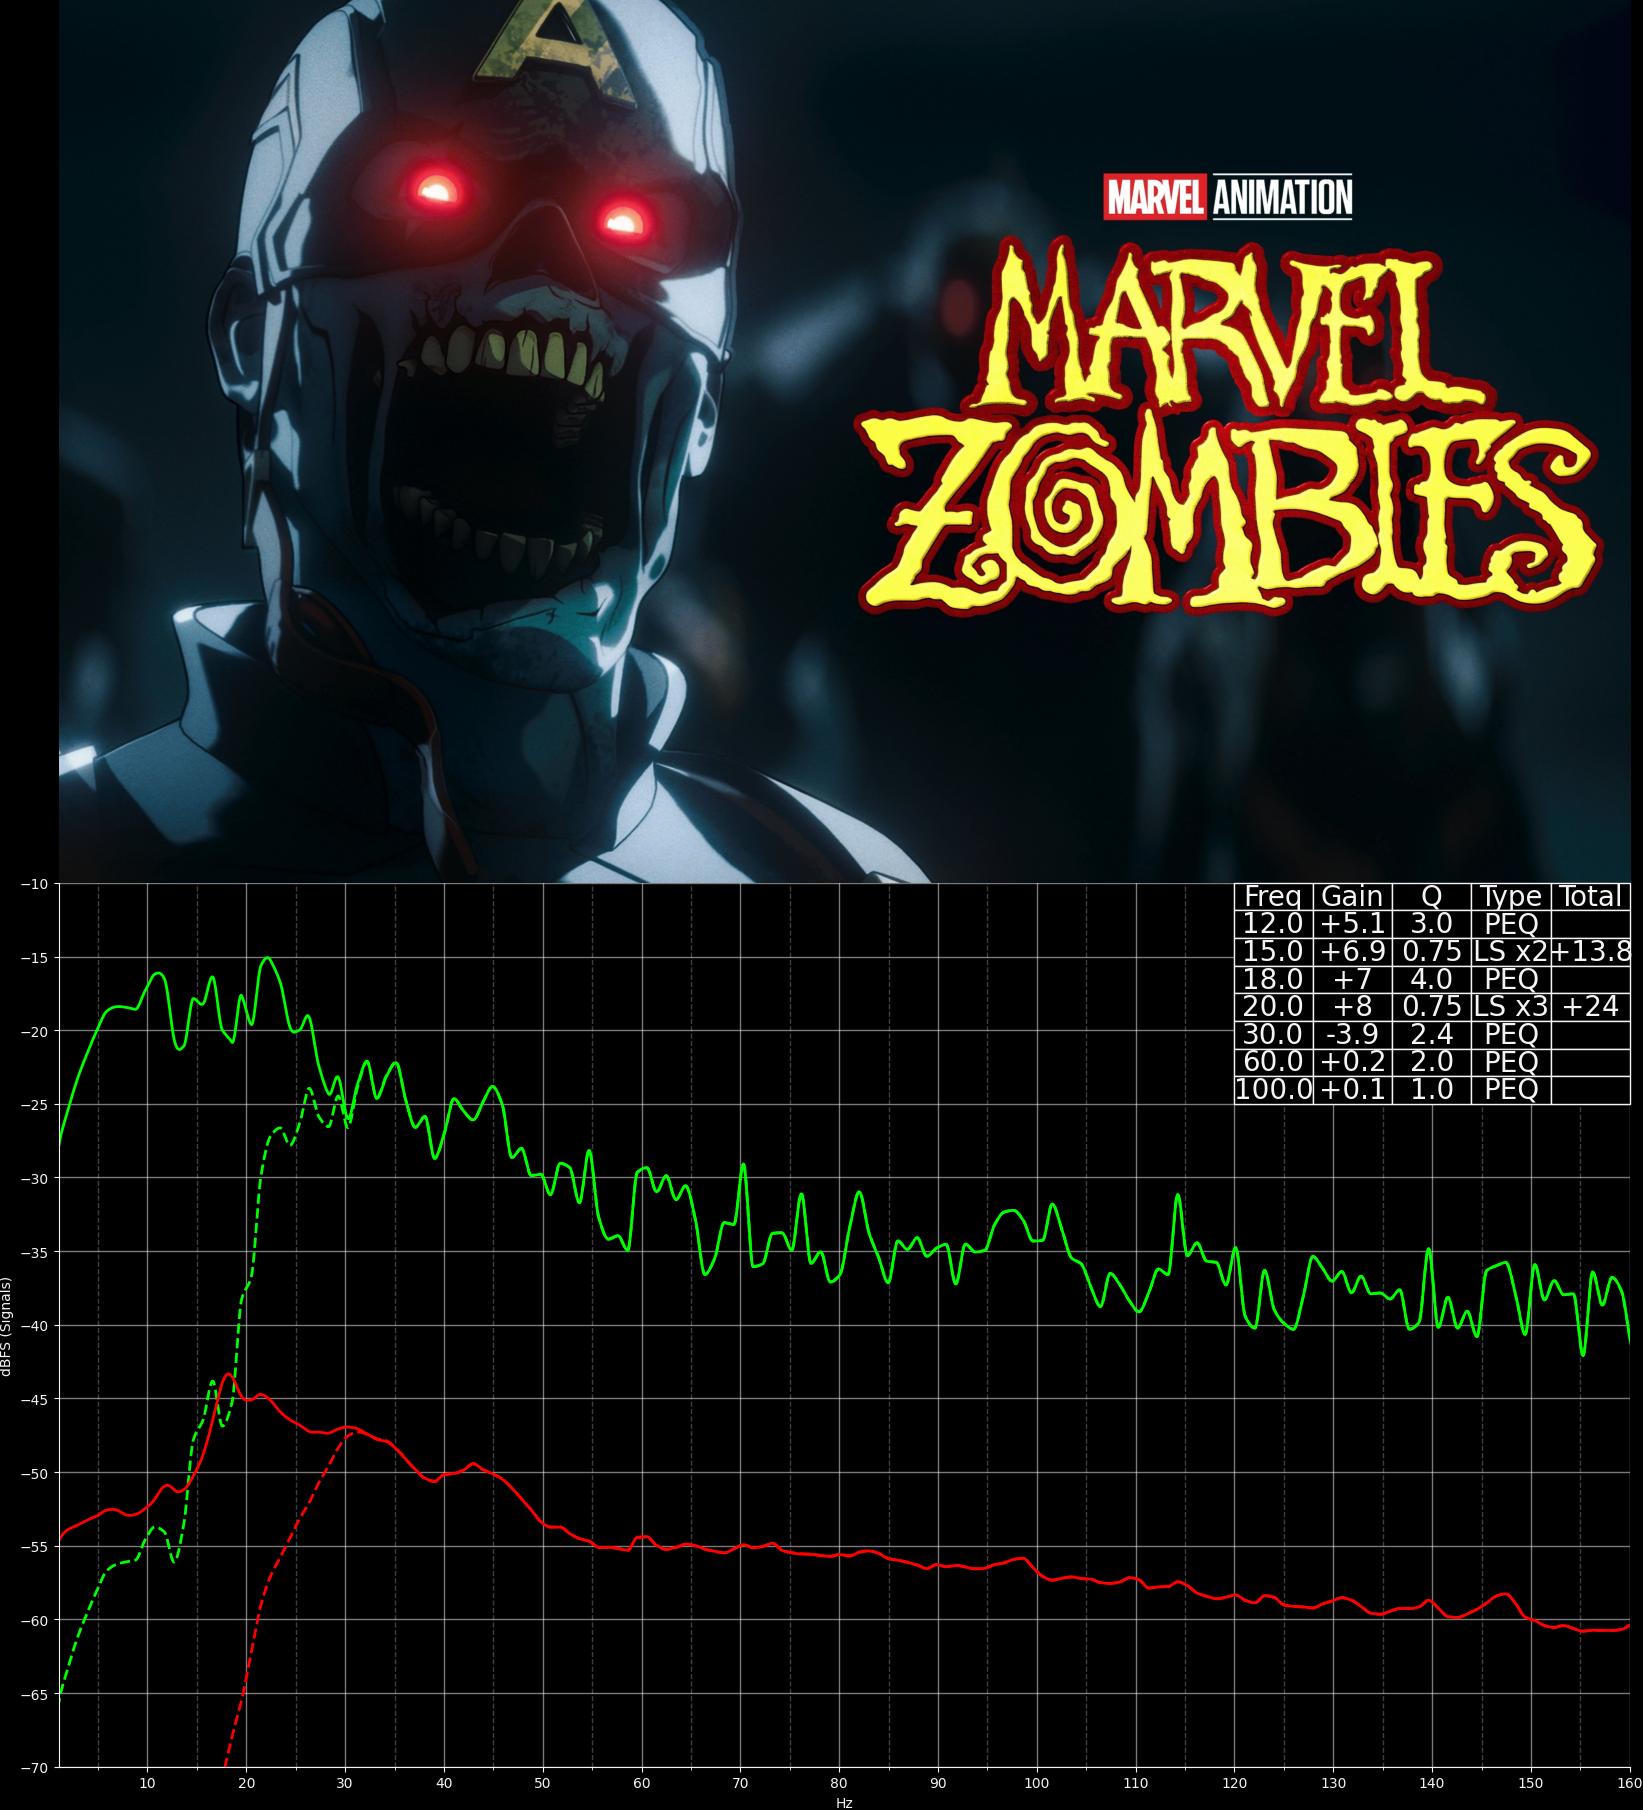 A
MARVEL ANIMATION
MARVEL
ZOMBIES
Freq Gain Q Type Total
12.0 +5.1 3.0 PEQ
15.0 +6.9 0.75 LS x2 +13.8
18.0 +7 4.0 PEQ
20.0 +8 0.75 LS x3 +24
30.0 -3.9 2.4 PEQ
60.0 +0.2 2.0 PEQ
100.0 +0.1 1.0 PEQ
−10
−15
−20
−25
−30
−35
−40
−45
−50
−55
−60
−65
−70
dBFS (Signals)
10 20 30 40 50 60 70 80 90 100 110 120 130 140 150 160
Hz